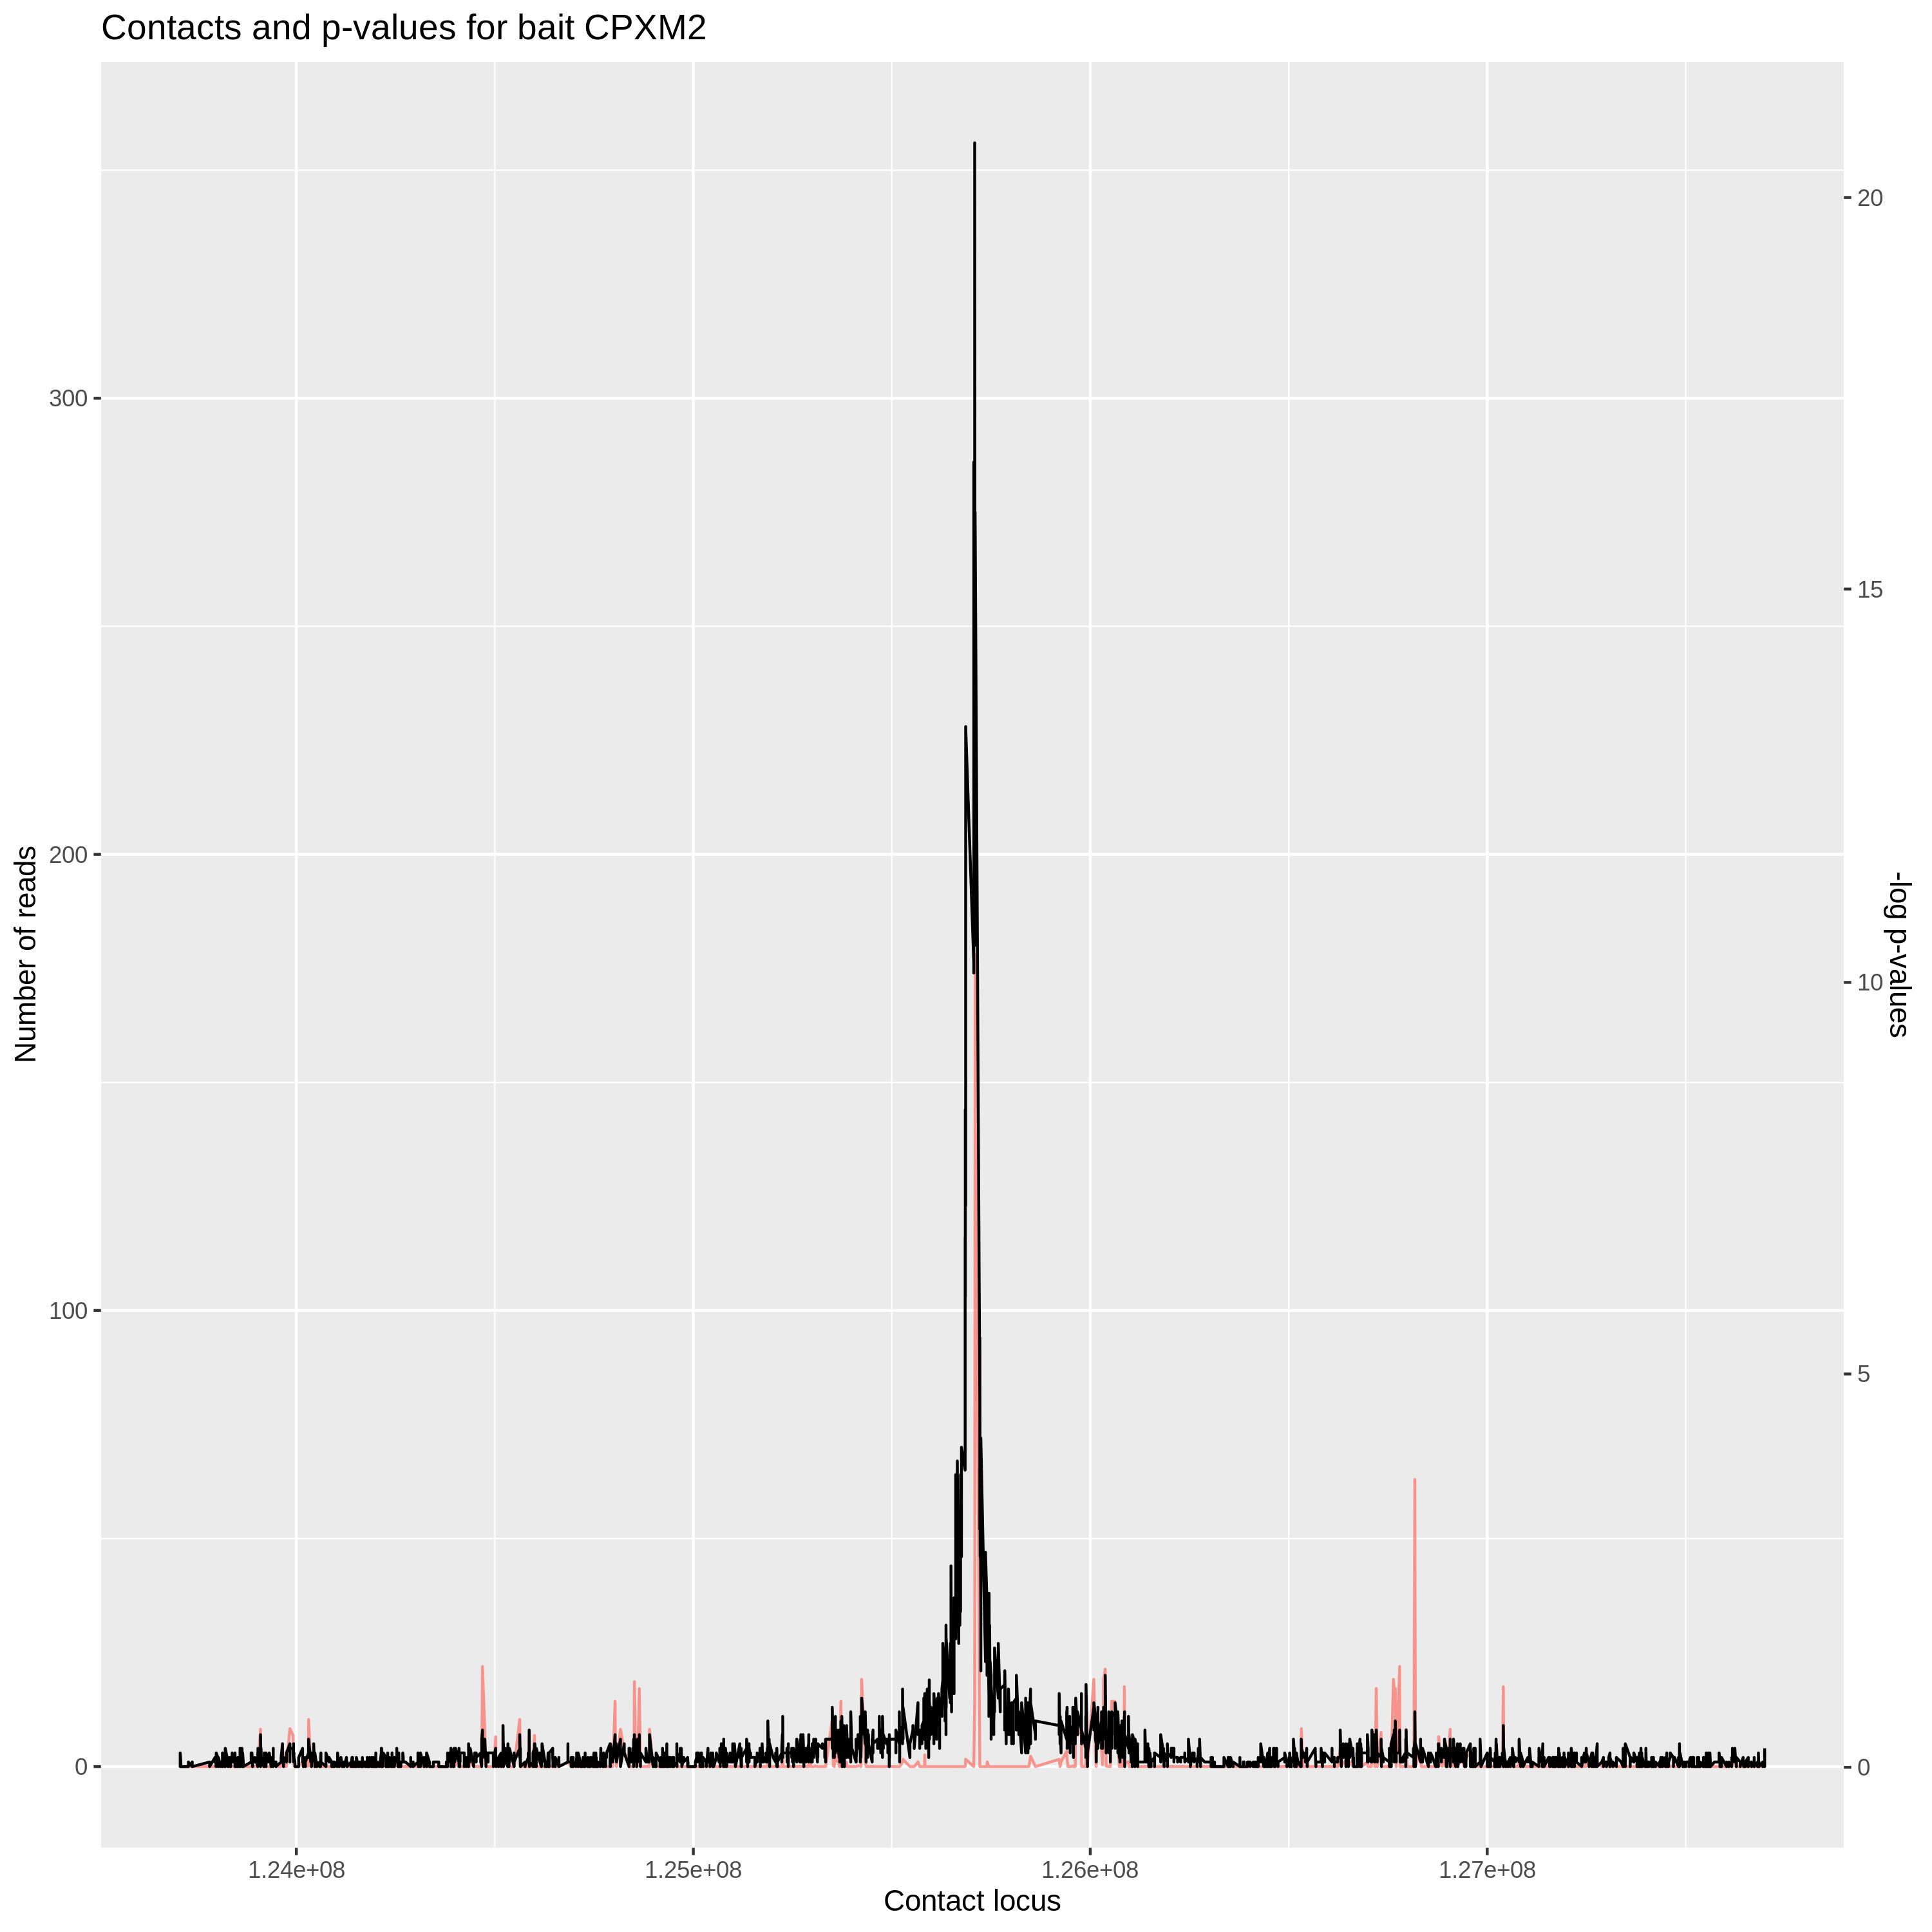 Contacts and p-values for bait CPXM2
Number of reads
300
200
100
0
20
15
10
5
0
-log p-values
1.24e+08 1.25e+08 1.26e+08 1.27e+08
Contact locus